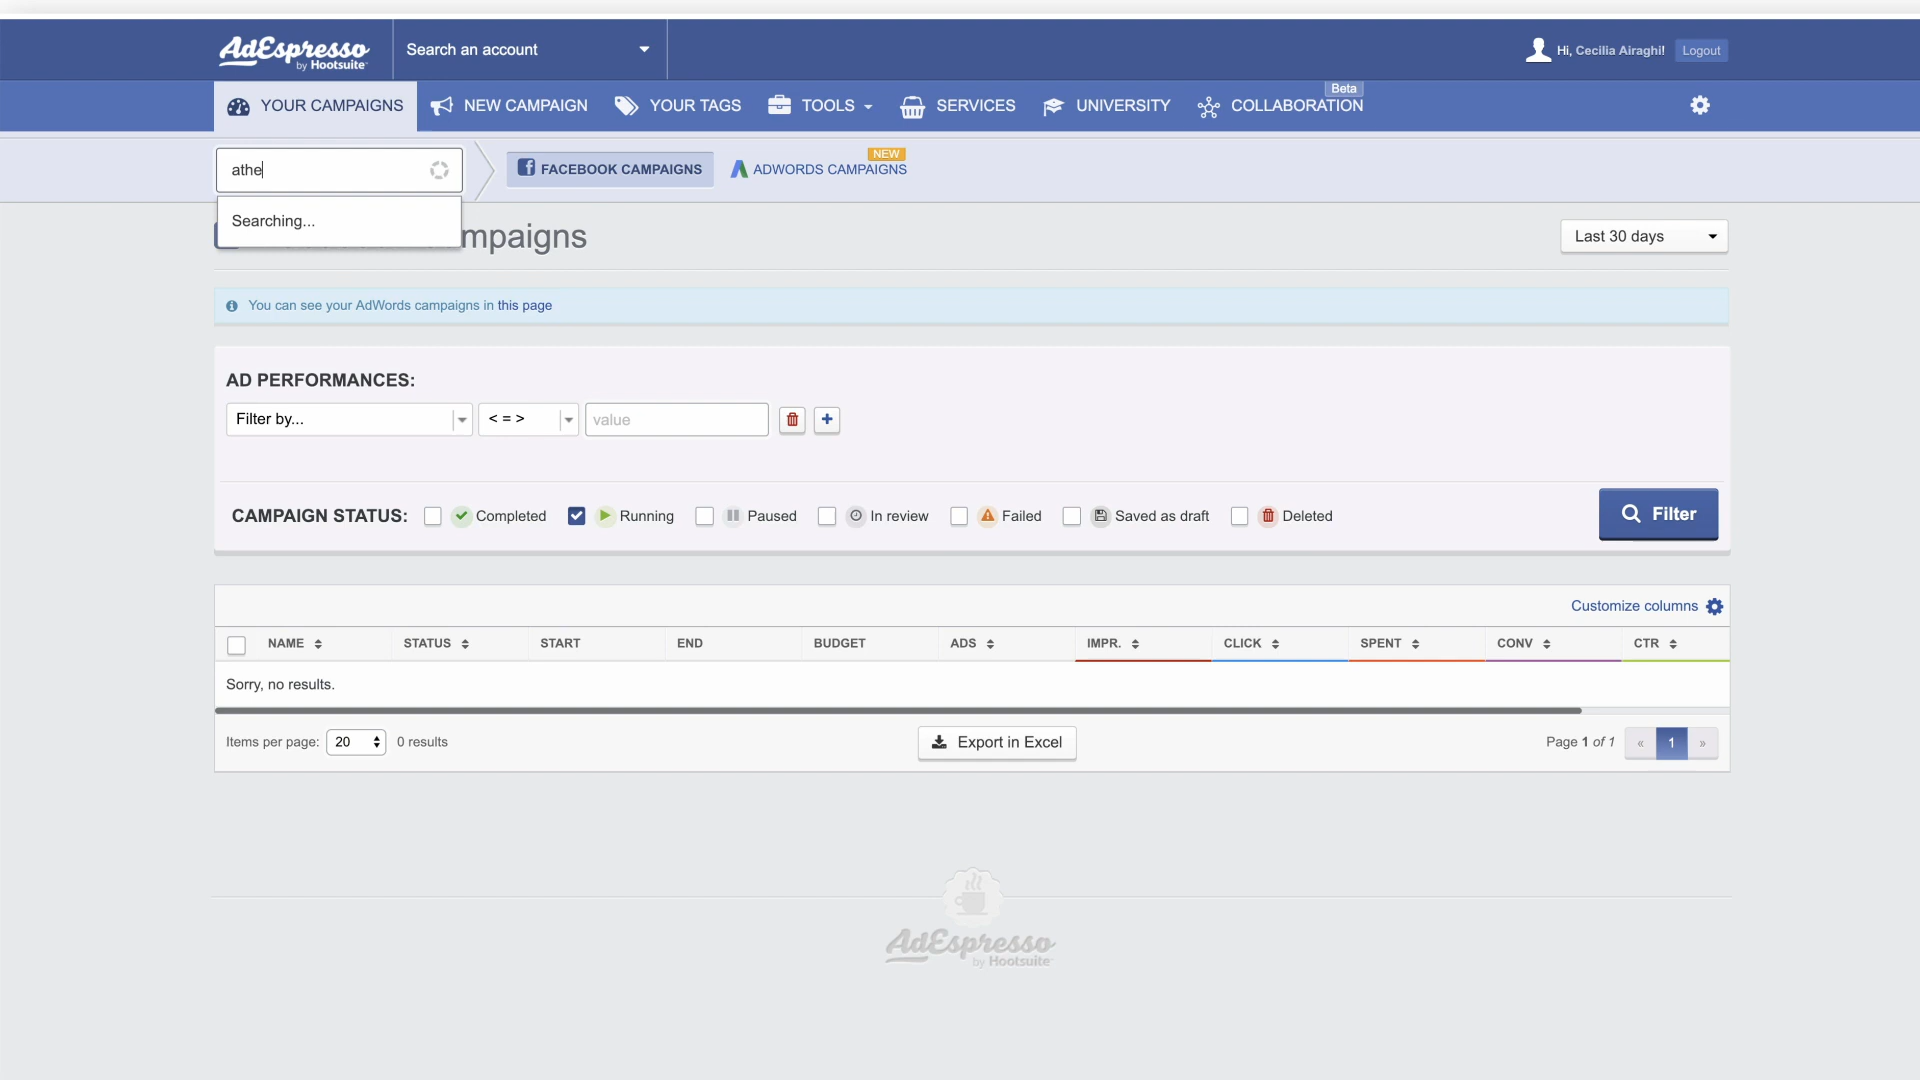 AdEspresso
by Hootsuite
Search an account
Hi, Cecilia Airaghi!
Logout
YOUR CAMPAIGNS
NEW CAMPAIGN
YOUR TAGS
TOOLS
SERVICES
UNIVERSITY
COLLABORATION
Beta
athe
FACEBOOK CAMPAIGNS
ADWORDS CAMPAIGNS
NEW
Searching...
mpaigns
Last 30 days
You can see your AdWords campaigns in this page
AD PERFORMANCES:
Filter by...
< = >
value
CAMPAIGN STATUS:
Completed
Running
Paused
In review
Failed
Saved as draft
Deleted
Filter
Customize columns
NAME
STATUS
START
END
BUDGET
ADS
IMPR.
CLICK
SPENT
CONV
CTR
Sorry, no results.
Items per page:
20
0 results
Export in Excel
Page 1 of 1
«
1
»
AdEspresso
by Hootsuite